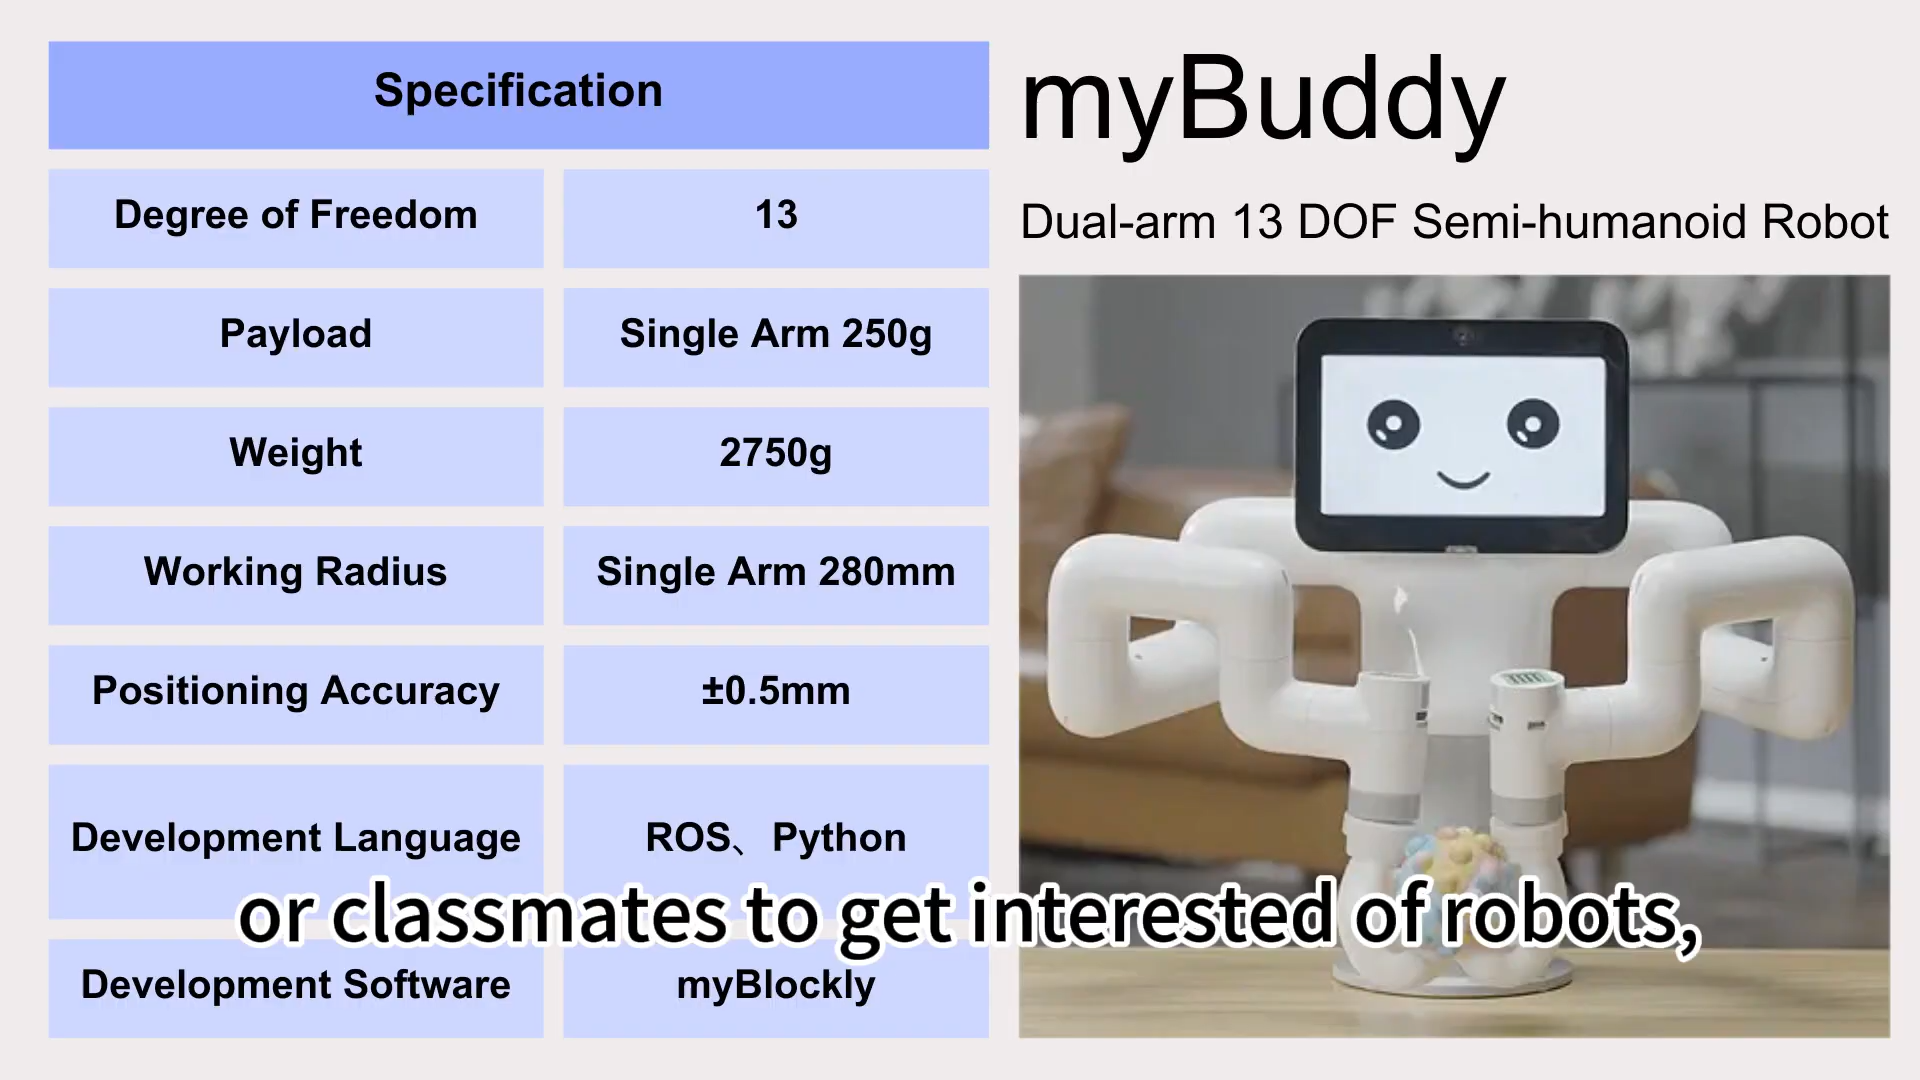 Specification
Degree of Freedom
13
Payload
Single Arm 250g
Weight
2750g
Working Radius
Single Arm 280mm
Positioning Accuracy
±0.5mm
Development Language
ROS、Python
Development Software
myBlockly
myBuddy
Dual-arm 13 DOF Semi-humanoid Robot
or classmates to get interested of robots,